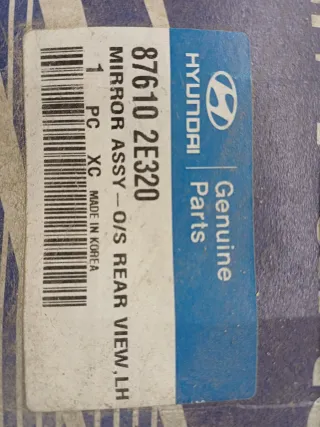 HYUNDAI
Genuine
Parts
87610 2E320
MIRROR ASSY-O/S REAR VIEW,LH
1 PC XC MADE IN KOREA